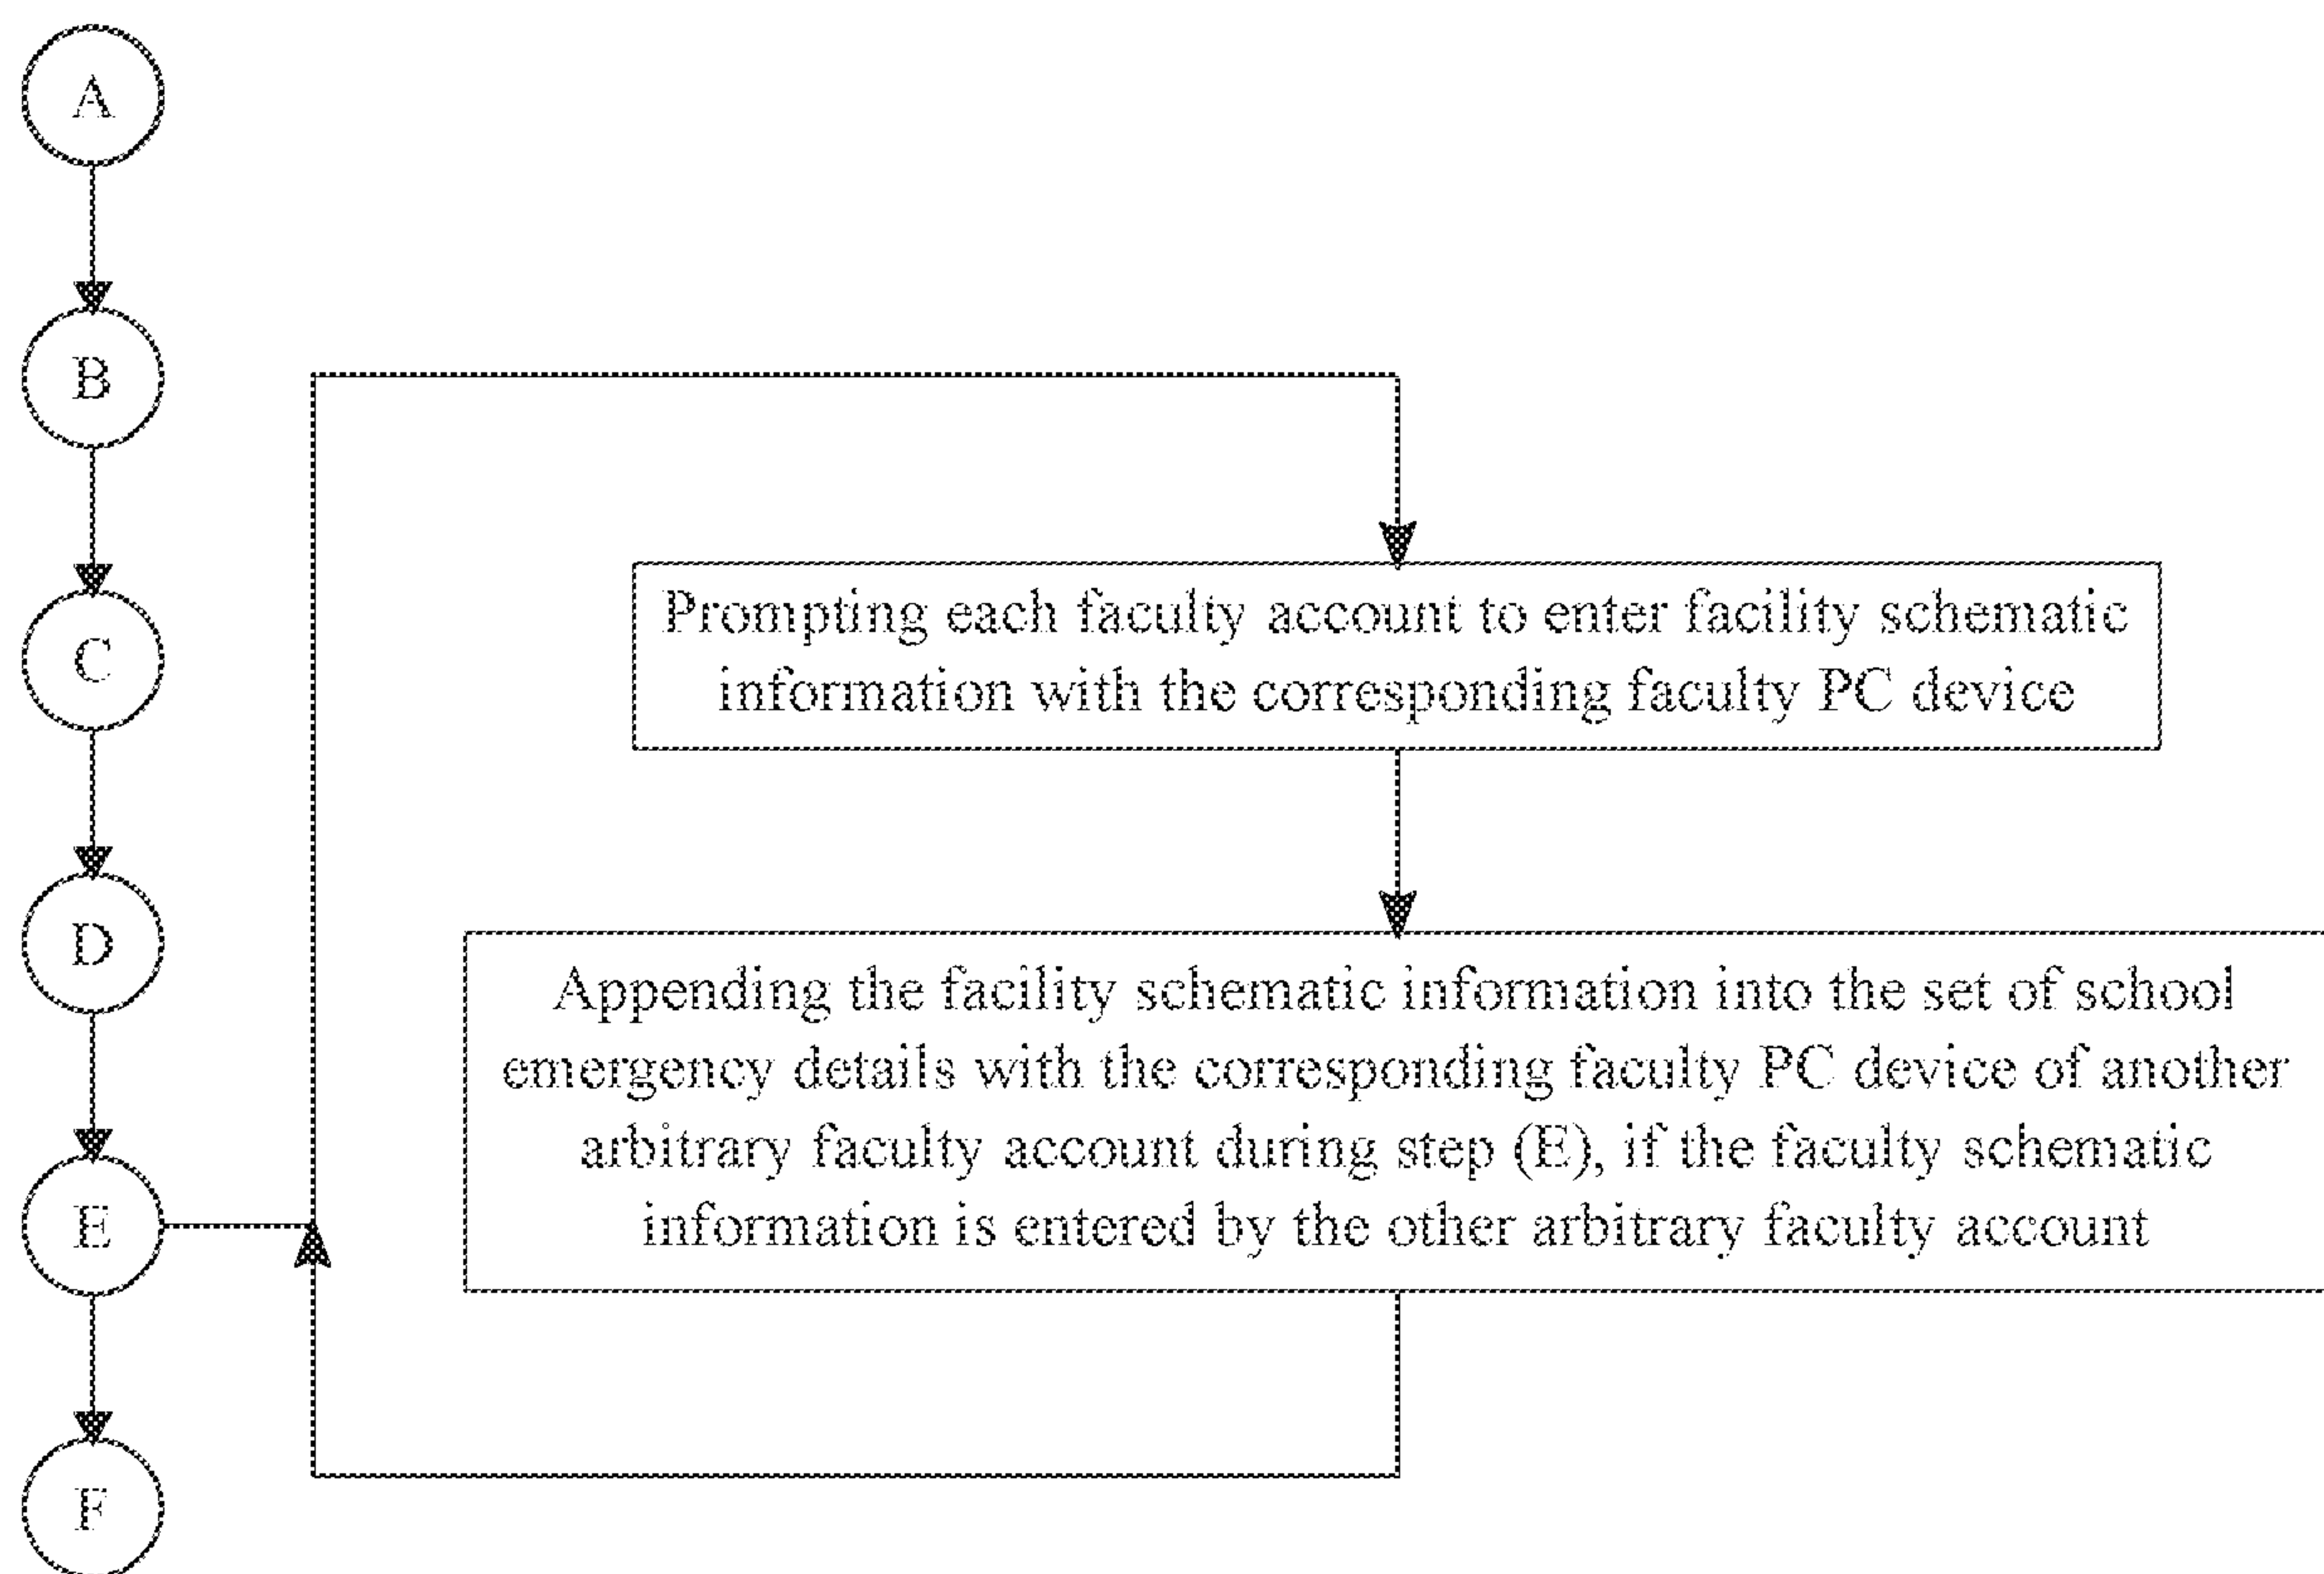 A
B
C
D
E
F
Prompting each faculty account to enter facility schematic
information with the corresponding faculty PC device
Appending the facility schematic information into the set of school
emergency details with the corresponding faculty PC device of another
arbitrary faculty account during step (E), if the faculty schematic
information is entered by the other arbitrary faculty account